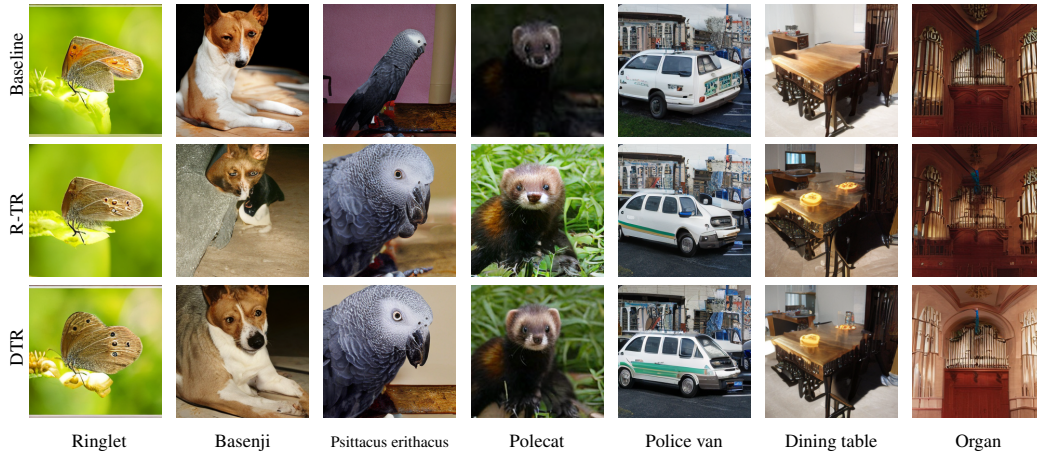 Baseline
R-TR
DTR
Ringlet Basenji Psittacus erithacus Polecat Police van Dining table Organ